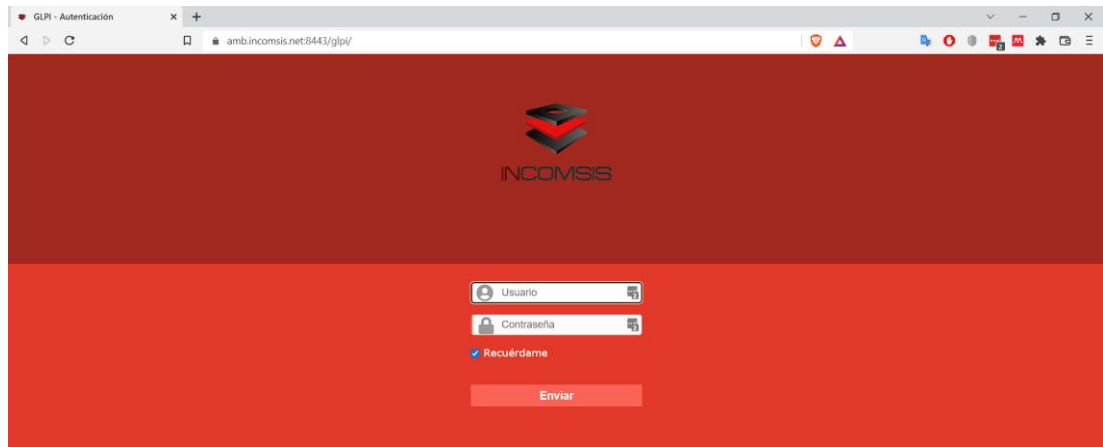 GLPI - Autenticación
amb.incomsis.net:8443/glpi/
INCOMSIS
Usuario
Contraseña
Recuérdame
Enviar